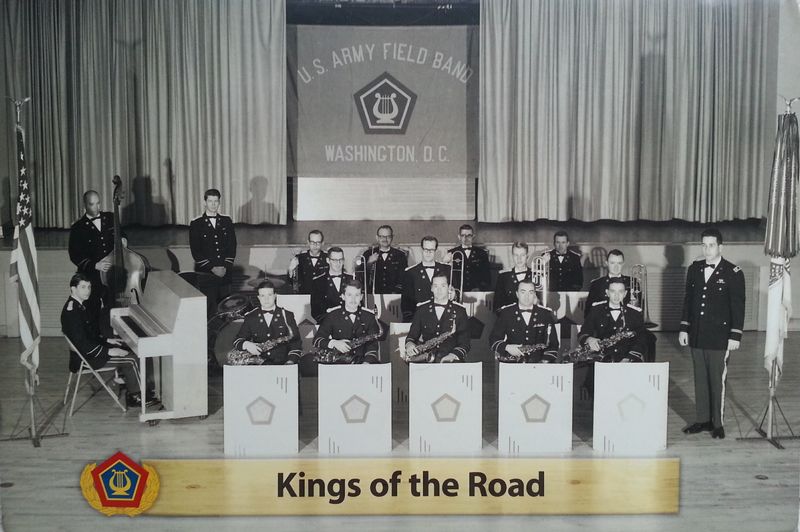 U.S. ARMY FIELD BAND
WASHINGTON, D.C.
Kings of the Road